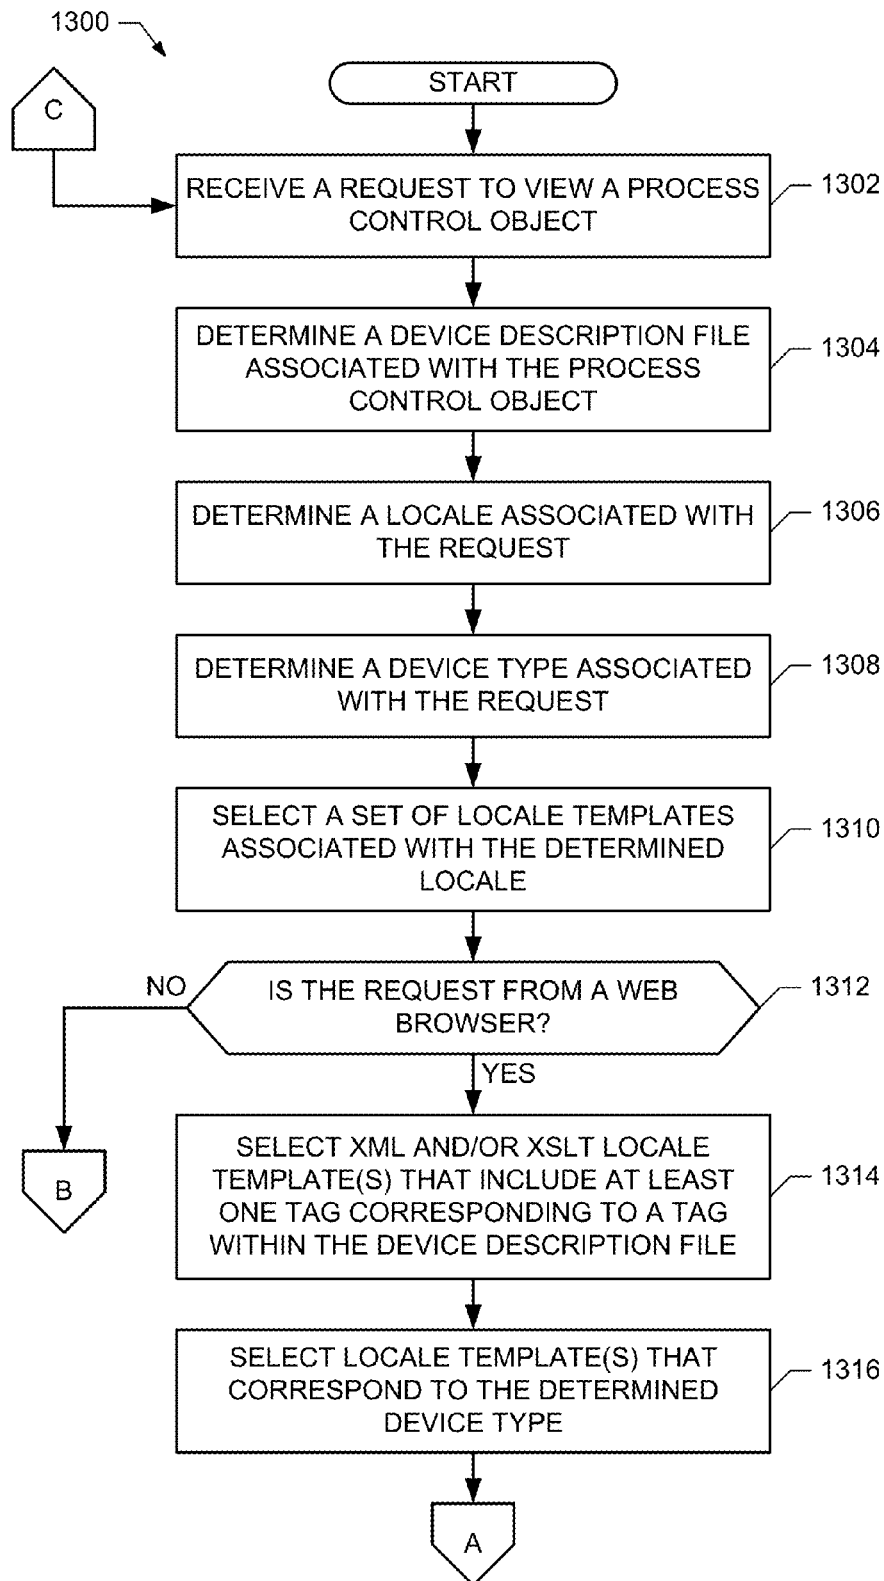 1300
C
START
RECEIVE A REQUEST TO VIEW A PROCESS
CONTROL OBJECT
1302
DETERMINE A DEVICE DESCRIPTION FILE
ASSOCIATED WITH THE PROCESS
CONTROL OBJECT
1304
DETERMINE A LOCALE ASSOCIATED WITH
THE REQUEST
1306
DETERMINE A DEVICE TYPE ASSOCIATED
WITH THE REQUEST
1308
SELECT A SET OF LOCALE TEMPLATES
ASSOCIATED WITH THE DETERMINED
LOCALE
1310
NO
IS THE REQUEST FROM A WEB
BROWSER?
1312
YES
B
SELECT XML AND/OR XSLT LOCALE
TEMPLATE(S) THAT INCLUDE AT LEAST
ONE TAG CORRESPONDING TO A TAG
WITHIN THE DEVICE DESCRIPTION FILE
1314
SELECT LOCALE TEMPLATE(S) THAT
CORRESPOND TO THE DETERMINED
DEVICE TYPE
1316
A